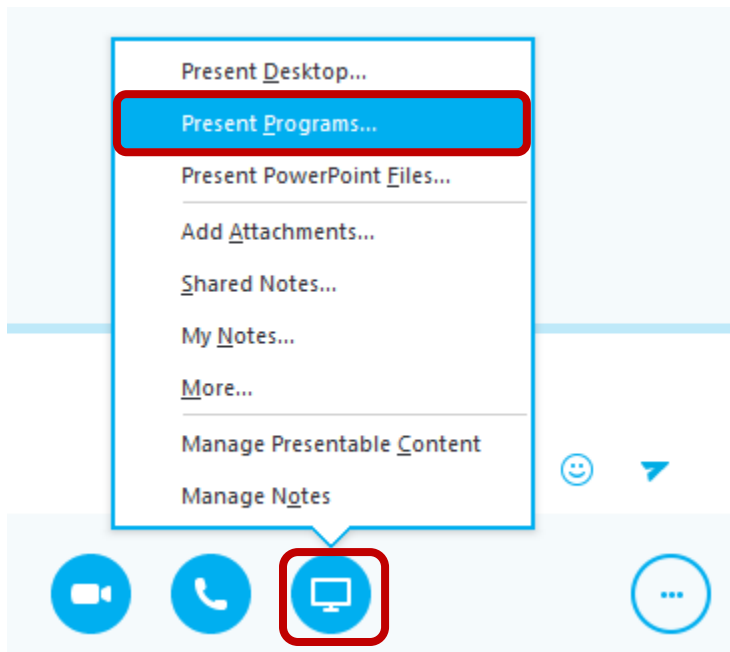 Present Desktop...
Present Programs...
Present PowerPoint Files...
Add Attachments...
Shared Notes...
My Notes...
More...
Manage Presentable Content
Manage Notes